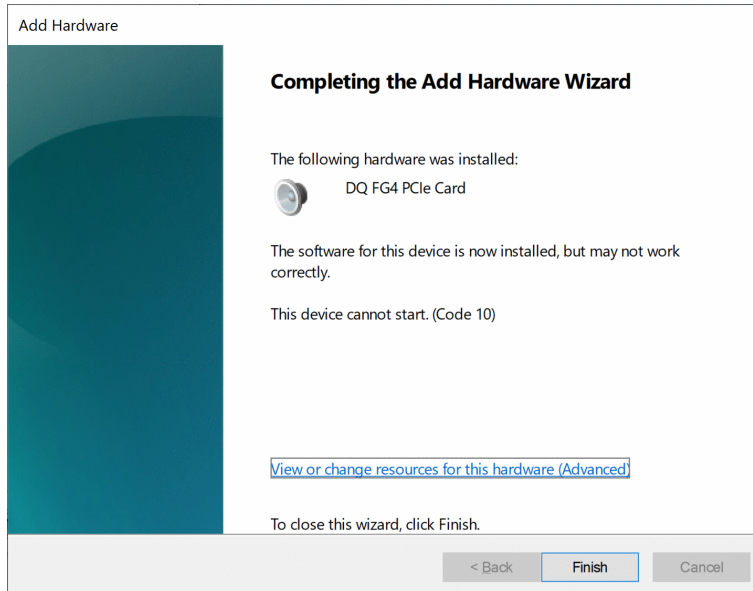 Add Hardware
Completing the Add Hardware Wizard
The following hardware was installed:
DQ FG4 PCIe Card
The software for this device is now installed, but may not work
correctly.
This device cannot start. (Code 10)
View or change resources for this hardware (Advanced)
To close this wizard, click Finish.
< Back
Finish
Cancel